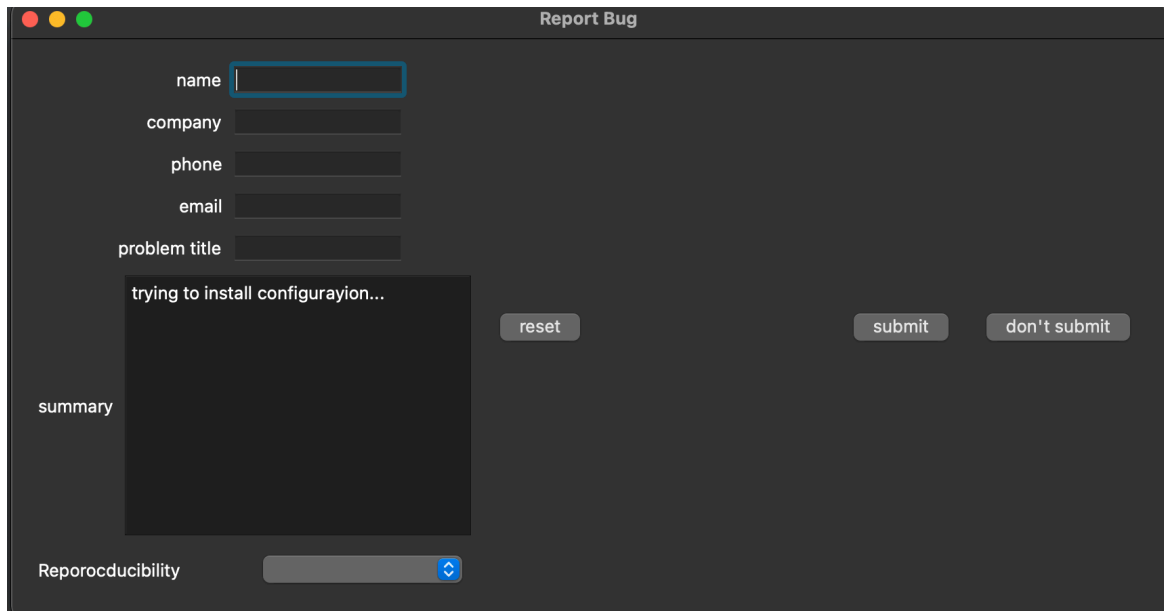 Report Bug
name
company
phone
email
problem title
trying to install configurayion...
reset
submit
don't submit
summary
Reporocducibility